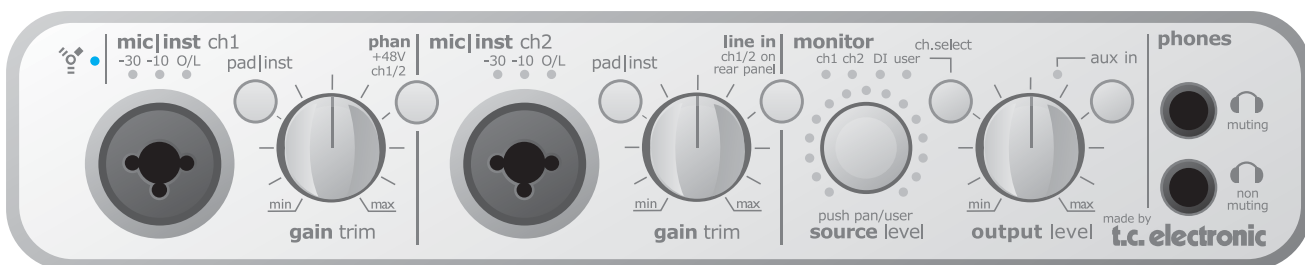 mic|inst ch1
-30 -10 O/L
pad|inst
phan
+48V
ch1/2
min
max
gain trim
mic|inst ch2
-30 -10 O/L
pad|inst
line in
ch1/2 on
rear panel
min
max
gain trim
monitor
ch1 ch2 DI user
ch.select
push pan/user
source level
aux in
min
max
output level
phones
muting
non
muting
made by
t.c. electronic